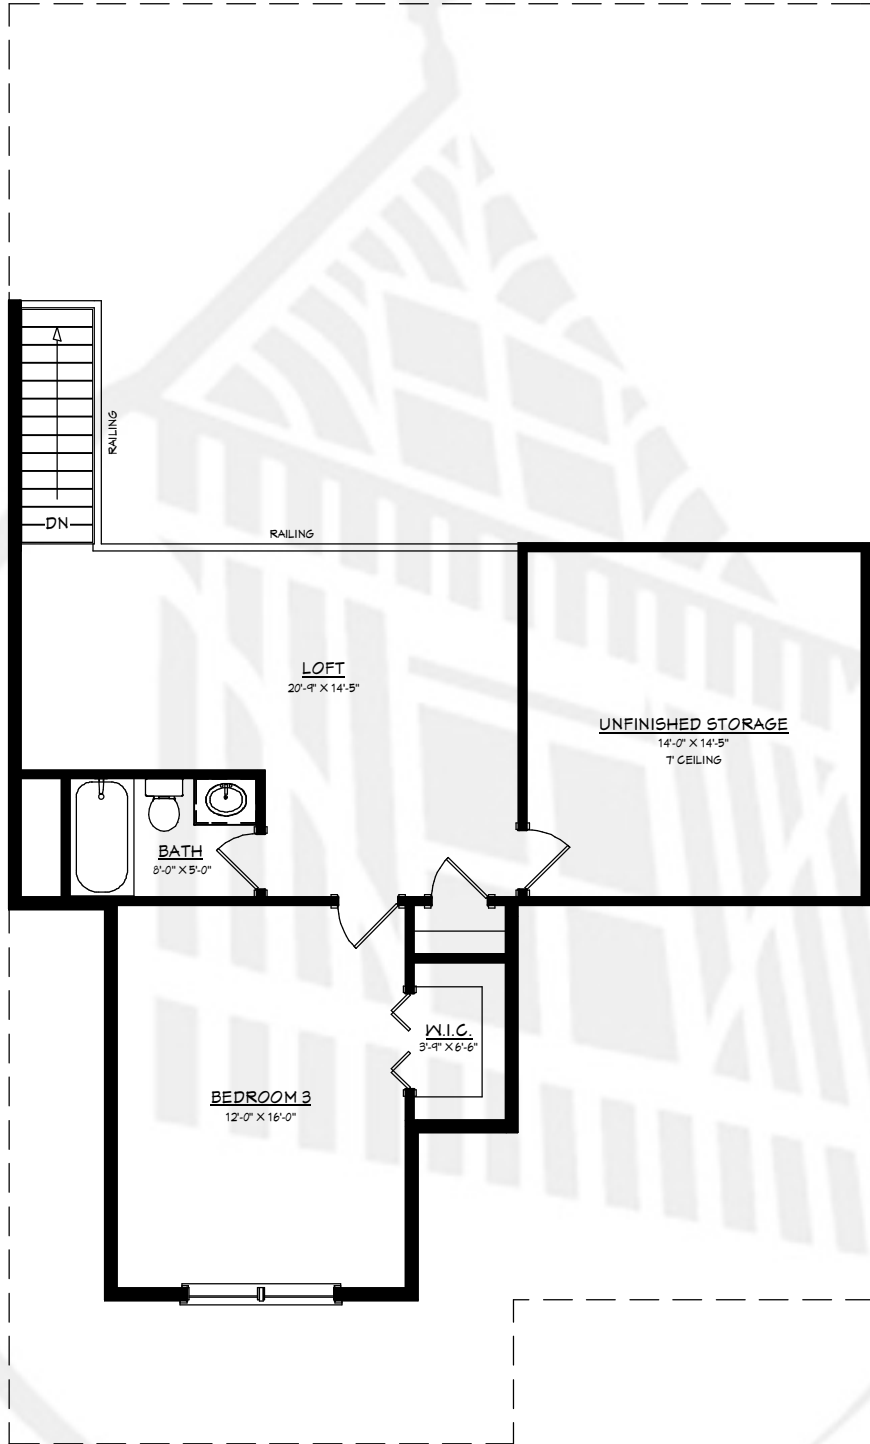 RAILING
DN
RAILING
LOFT
20'-9" X 14'-5"
UNFINISHED STORAGE
14'-0" X 14'-5"
7' CEILING
BATH
8'-0" X 5'-0"
W.I.C.
3'-9" X 6'-6"
BEDROOM 3
12'-0" X 16'-0"